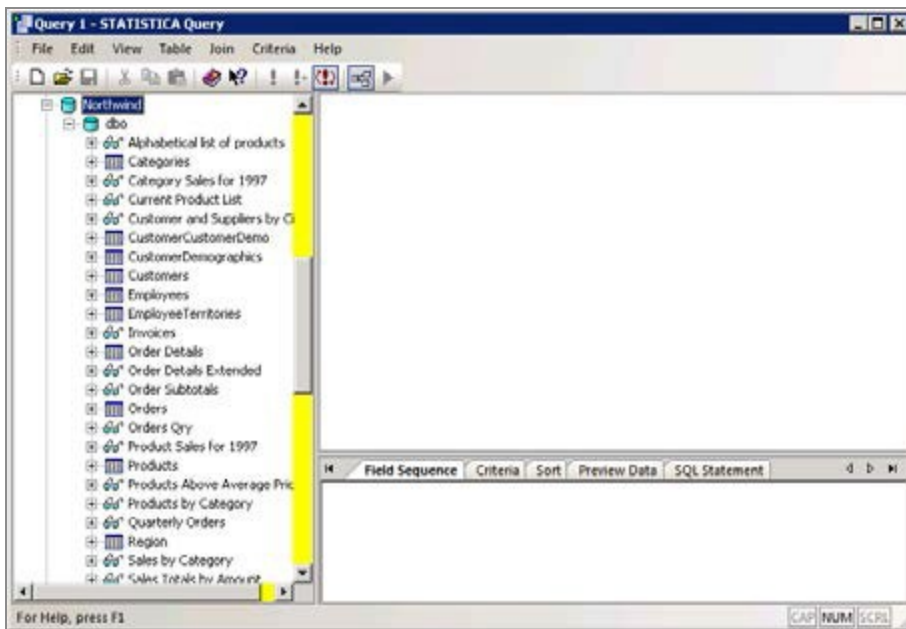 Query 1 - STATISTICA Query
File Edit View Table Join Criteria Help
Northwind
dbo
Alphabetical list of products
Categories
Category Sales for 1997
Current Product List
Customer and Suppliers by Ci
CustomerCustomerDemo
CustomerDemographics
Customers
Employees
EmployeeTerritories
Invoices
Order Details
Order Details Extended
Order Subtotals
Orders
Orders Qry
Product Sales for 1997
Products
Products Above Average Pric
Products by Category
Quarterly Orders
Region
Sales by Category
Sales Totals by Amount
Field Sequence Criteria Sort Preview Data SQL Statement
For Help, press F1
CAP NUM SCRL